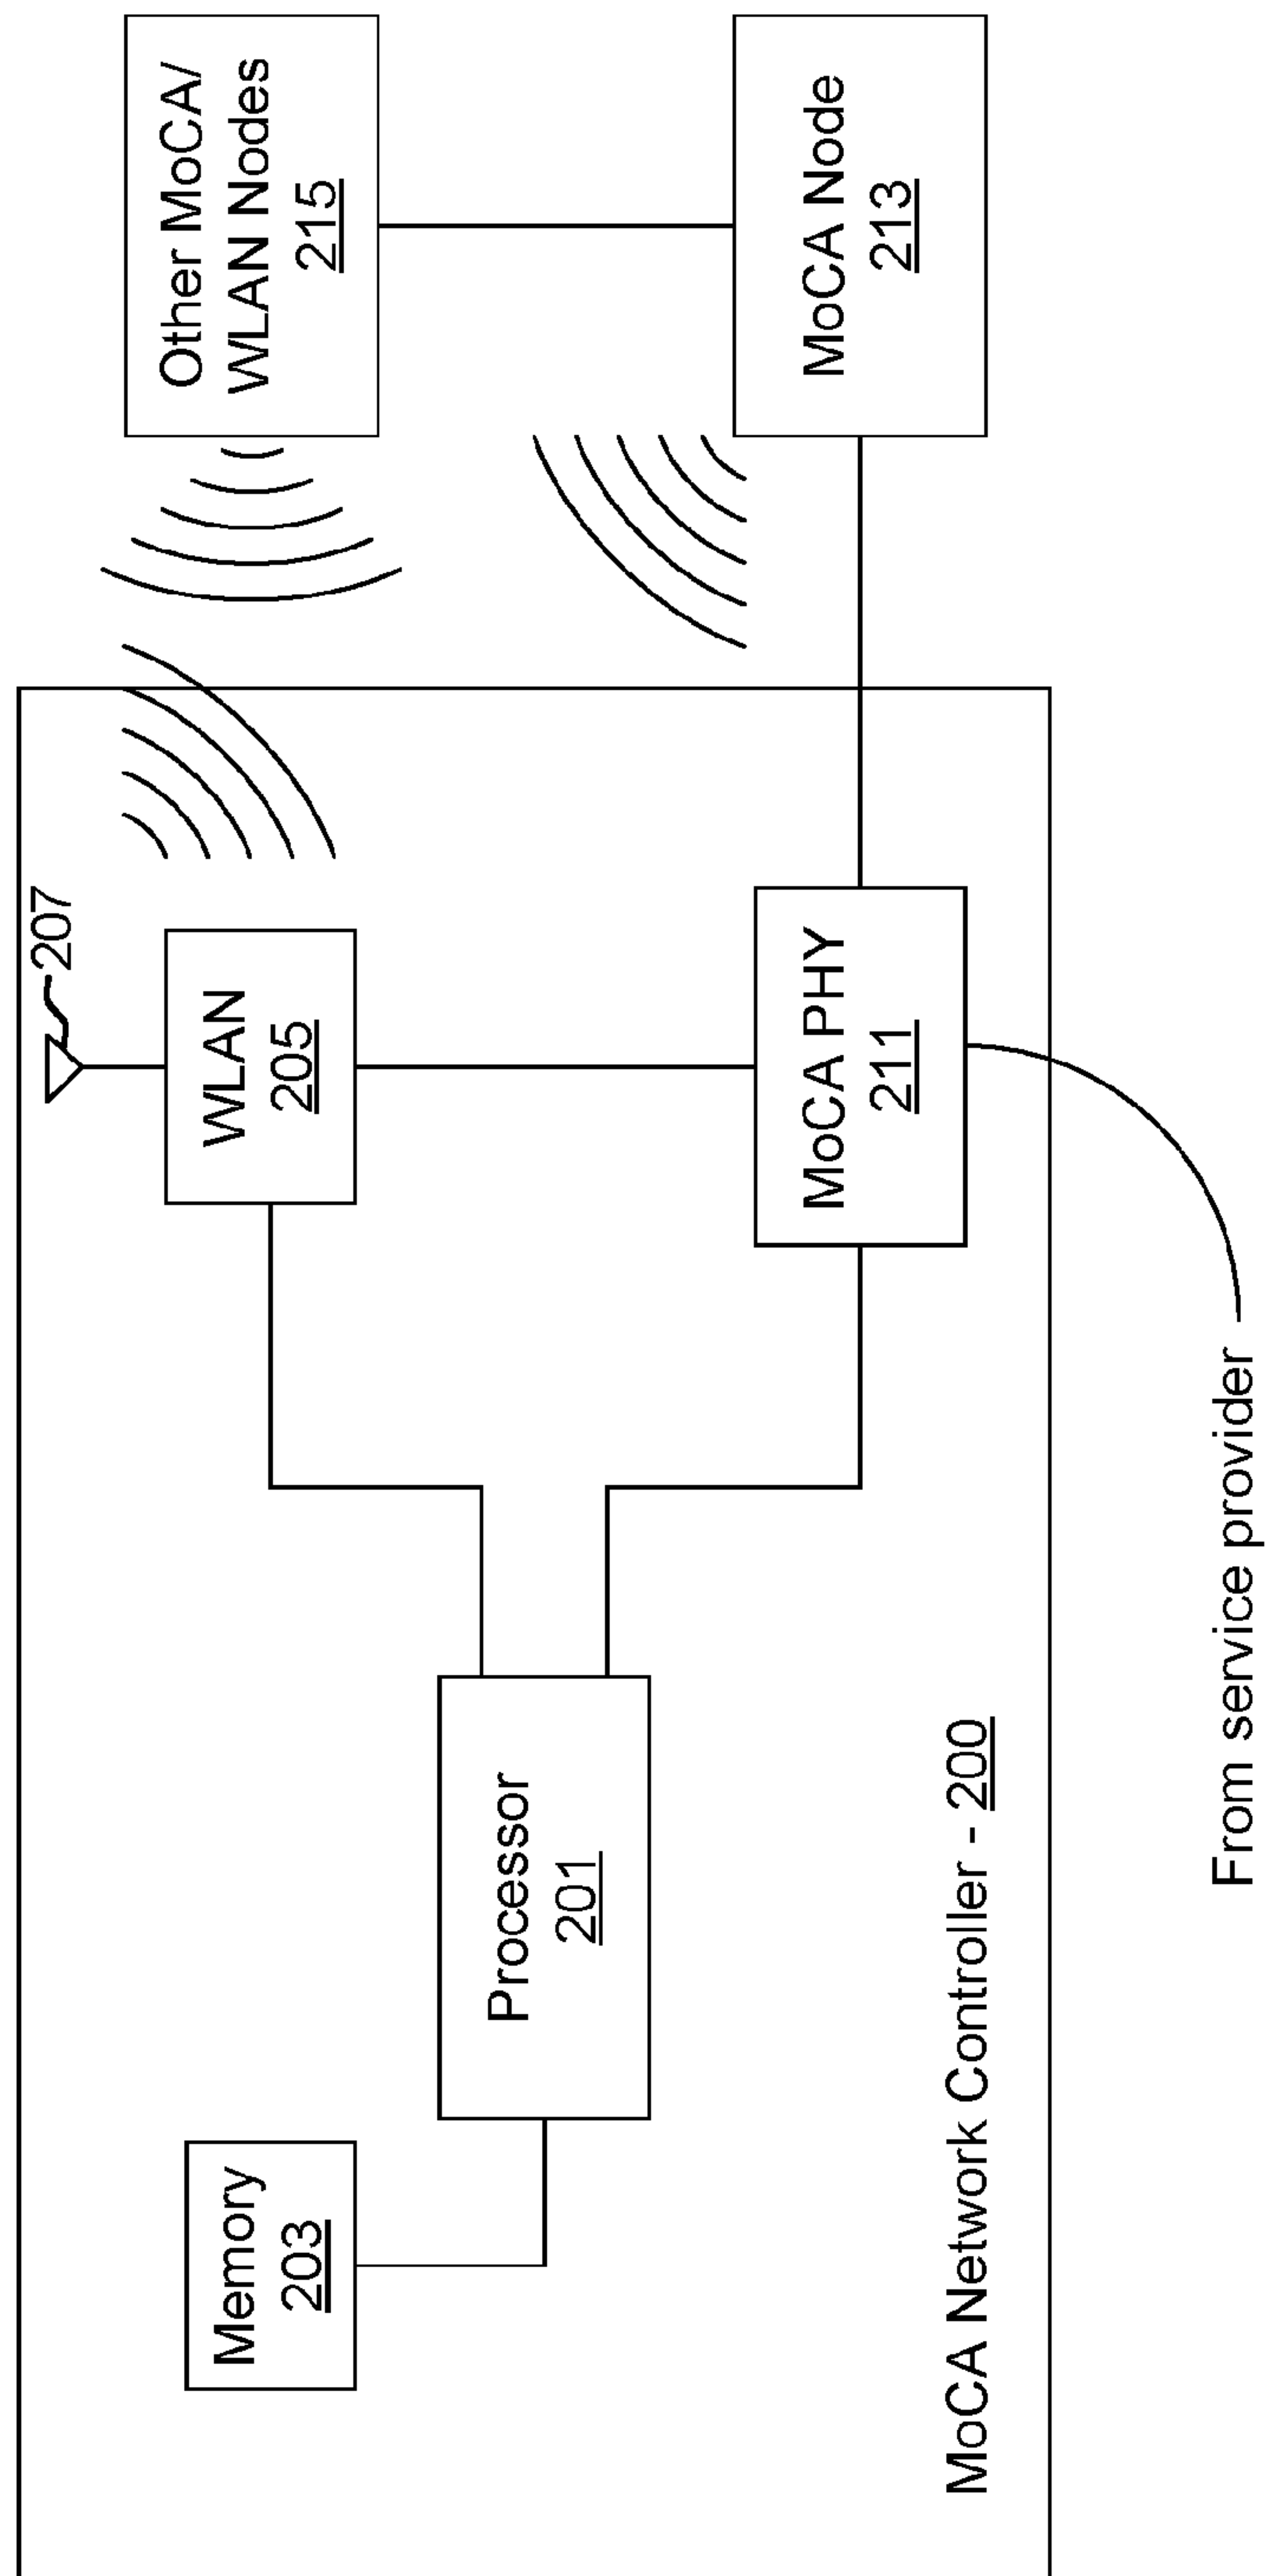 207
Memory
203
WLAN
205
Other MoCA/
WLAN Nodes
215
Processor
201
MoCA PHY
211
MoCA Node
213
MoCA Network Controller - 200
From service provider